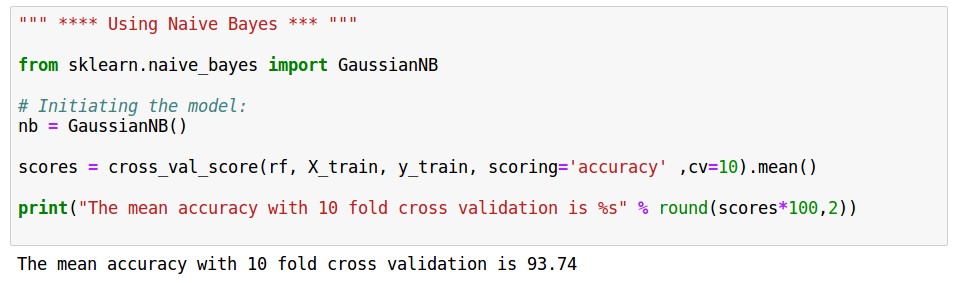 """ **** Using Naive Bayes *** """
from sklearn.naive_bayes import GaussianNB
# Initiating the model:
nb = GaussianNB()
scores = cross_val_score(rf, X_train, y_train, scoring='accuracy' ,cv=10).mean()
print("The mean accuracy with 10 fold cross validation is %s" % round(scores*100,2))
The mean accuracy with 10 fold cross validation is 93.74